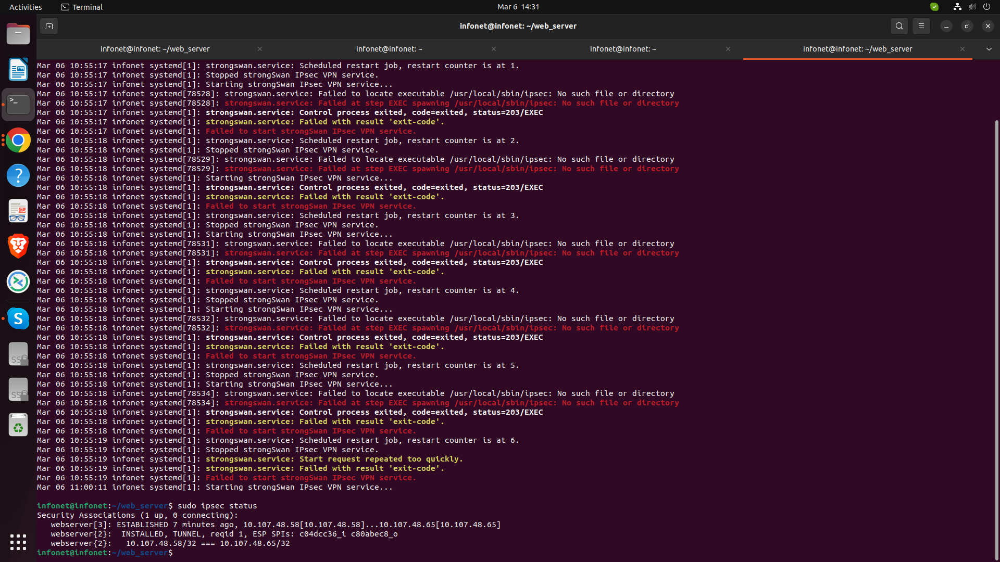 Activities
Terminal
Mar 6 14:31
infonet@infonet: ~/web_server
infonet@infonet: ~/web_server
infonet@infonet: ~
infonet@infonet: ~
infonet@infonet: ~/web_server
Mar 06 10:55:17 infonet systemd[1]: strongswan.service: Scheduled restart job, restart counter is at 1.
Mar 06 10:55:17 infonet systemd[1]: Stopped strongSwan IPsec VPN service.
Mar 06 10:55:17 infonet systemd[1]: Starting strongSwan IPsec VPN service...
Mar 06 10:55:17 infonet systemd[78528]: strongswan.service: Failed to locate executable /usr/local/sbin/ipsec: No such file or directory
Mar 06 10:55:17 infonet systemd[78528]: strongswan.service: Failed at step EXEC spawning /usr/local/sbin/ipsec: No such file or directory
Mar 06 10:55:17 infonet systemd[1]: strongswan.service: Control process exited, code=exited, status=203/EXEC
Mar 06 10:55:17 infonet systemd[1]: strongswan.service: Failed with result 'exit-code'.
Mar 06 10:55:17 infonet systemd[1]: Failed to start strongSwan IPsec VPN service.
Mar 06 10:55:18 infonet systemd[1]: strongswan.service: Scheduled restart job, restart counter is at 2.
Mar 06 10:55:18 infonet systemd[1]: Stopped strongSwan IPsec VPN service.
Mar 06 10:55:18 infonet systemd[78529]: strongswan.service: Failed to locate executable /usr/local/sbin/ipsec: No such file or directory
Mar 06 10:55:18 infonet systemd[78529]: strongswan.service: Failed at step EXEC spawning /usr/local/sbin/ipsec: No such file or directory
Mar 06 10:55:18 infonet systemd[1]: Starting strongSwan IPsec VPN service...
Mar 06 10:55:18 infonet systemd[1]: strongswan.service: Control process exited, code=exited, status=203/EXEC
Mar 06 10:55:18 infonet systemd[1]: strongswan.service: Failed with result 'exit-code'.
Mar 06 10:55:18 infonet systemd[1]: Failed to start strongSwan IPsec VPN service.
Mar 06 10:55:18 infonet systemd[1]: strongswan.service: Scheduled restart job, restart counter is at 3.
Mar 06 10:55:18 infonet systemd[1]: Stopped strongSwan IPsec VPN service.
Mar 06 10:55:18 infonet systemd[1]: Starting strongSwan IPsec VPN service...
Mar 06 10:55:18 infonet systemd[78531]: strongswan.service: Failed to locate executable /usr/local/sbin/ipsec: No such file or directory
Mar 06 10:55:18 infonet systemd[78531]: strongswan.service: Failed at step EXEC spawning /usr/local/sbin/ipsec: No such file or directory
Mar 06 10:55:18 infonet systemd[1]: strongswan.service: Control process exited, code=exited, status=203/EXEC
Mar 06 10:55:18 infonet systemd[1]: strongswan.service: Failed with result 'exit-code'.
Mar 06 10:55:18 infonet systemd[1]: Failed to start strongSwan IPsec VPN service.
Mar 06 10:55:18 infonet systemd[1]: strongswan.service: Scheduled restart job, restart counter is at 4.
Mar 06 10:55:18 infonet systemd[1]: Stopped strongSwan IPsec VPN service.
Mar 06 10:55:18 infonet systemd[1]: Starting strongSwan IPsec VPN service...
Mar 06 10:55:18 infonet systemd[78532]: strongswan.service: Failed to locate executable /usr/local/sbin/ipsec: No such file or directory
Mar 06 10:55:18 infonet systemd[78532]: strongswan.service: Failed at step EXEC spawning /usr/local/sbin/ipsec: No such file or directory
Mar 06 10:55:18 infonet systemd[1]: strongswan.service: Control process exited, code=exited, status=203/EXEC
Mar 06 10:55:18 infonet systemd[1]: strongswan.service: Failed with result 'exit-code'.
Mar 06 10:55:18 infonet systemd[1]: Failed to start strongSwan IPsec VPN service.
Mar 06 10:55:18 infonet systemd[1]: strongswan.service: Scheduled restart job, restart counter is at 5.
Mar 06 10:55:18 infonet systemd[1]: Stopped strongSwan IPsec VPN service.
Mar 06 10:55:18 infonet systemd[1]: Starting strongSwan IPsec VPN service...
Mar 06 10:55:18 infonet systemd[78534]: strongswan.service: Failed to locate executable /usr/local/sbin/ipsec: No such file or directory
Mar 06 10:55:18 infonet systemd[78534]: strongswan.service: Failed at step EXEC spawning /usr/local/sbin/ipsec: No such file or directory
Mar 06 10:55:18 infonet systemd[1]: strongswan.service: Control process exited, code=exited, status=203/EXEC
Mar 06 10:55:18 infonet systemd[1]: strongswan.service: Failed with result 'exit-code'.
Mar 06 10:55:18 infonet systemd[1]: Failed to start strongSwan IPsec VPN service.
Mar 06 10:55:19 infonet systemd[1]: strongswan.service: Scheduled restart job, restart counter is at 6.
Mar 06 10:55:19 infonet systemd[1]: Stopped strongSwan IPsec VPN service.
Mar 06 10:55:19 infonet systemd[1]: strongswan.service: Start request repeated too quickly.
Mar 06 10:55:19 infonet systemd[1]: strongswan.service: Failed with result 'exit-code'.
Mar 06 10:55:19 infonet systemd[1]: Failed to start strongSwan IPsec VPN service.
Mar 06 11:00:11 infonet systemd[1]: Starting strongSwan IPsec VPN service...
infonet@infonet:~/web_server$ sudo ipsec status
Security Associations (1 up, 0 connecting):
webserver[3]: ESTABLISHED 7 minutes ago, 10.107.48.58[10.107.48.58]...10.107.48.65[10.107.48.65]
webserver{2}:  INSTALLED, TUNNEL, reqid 1, ESP SPIs: c04dcc36_i c80abec8_o
webserver{2}:   10.107.48.58/32 === 10.107.48.65/32
infonet@infonet:~/web_server$